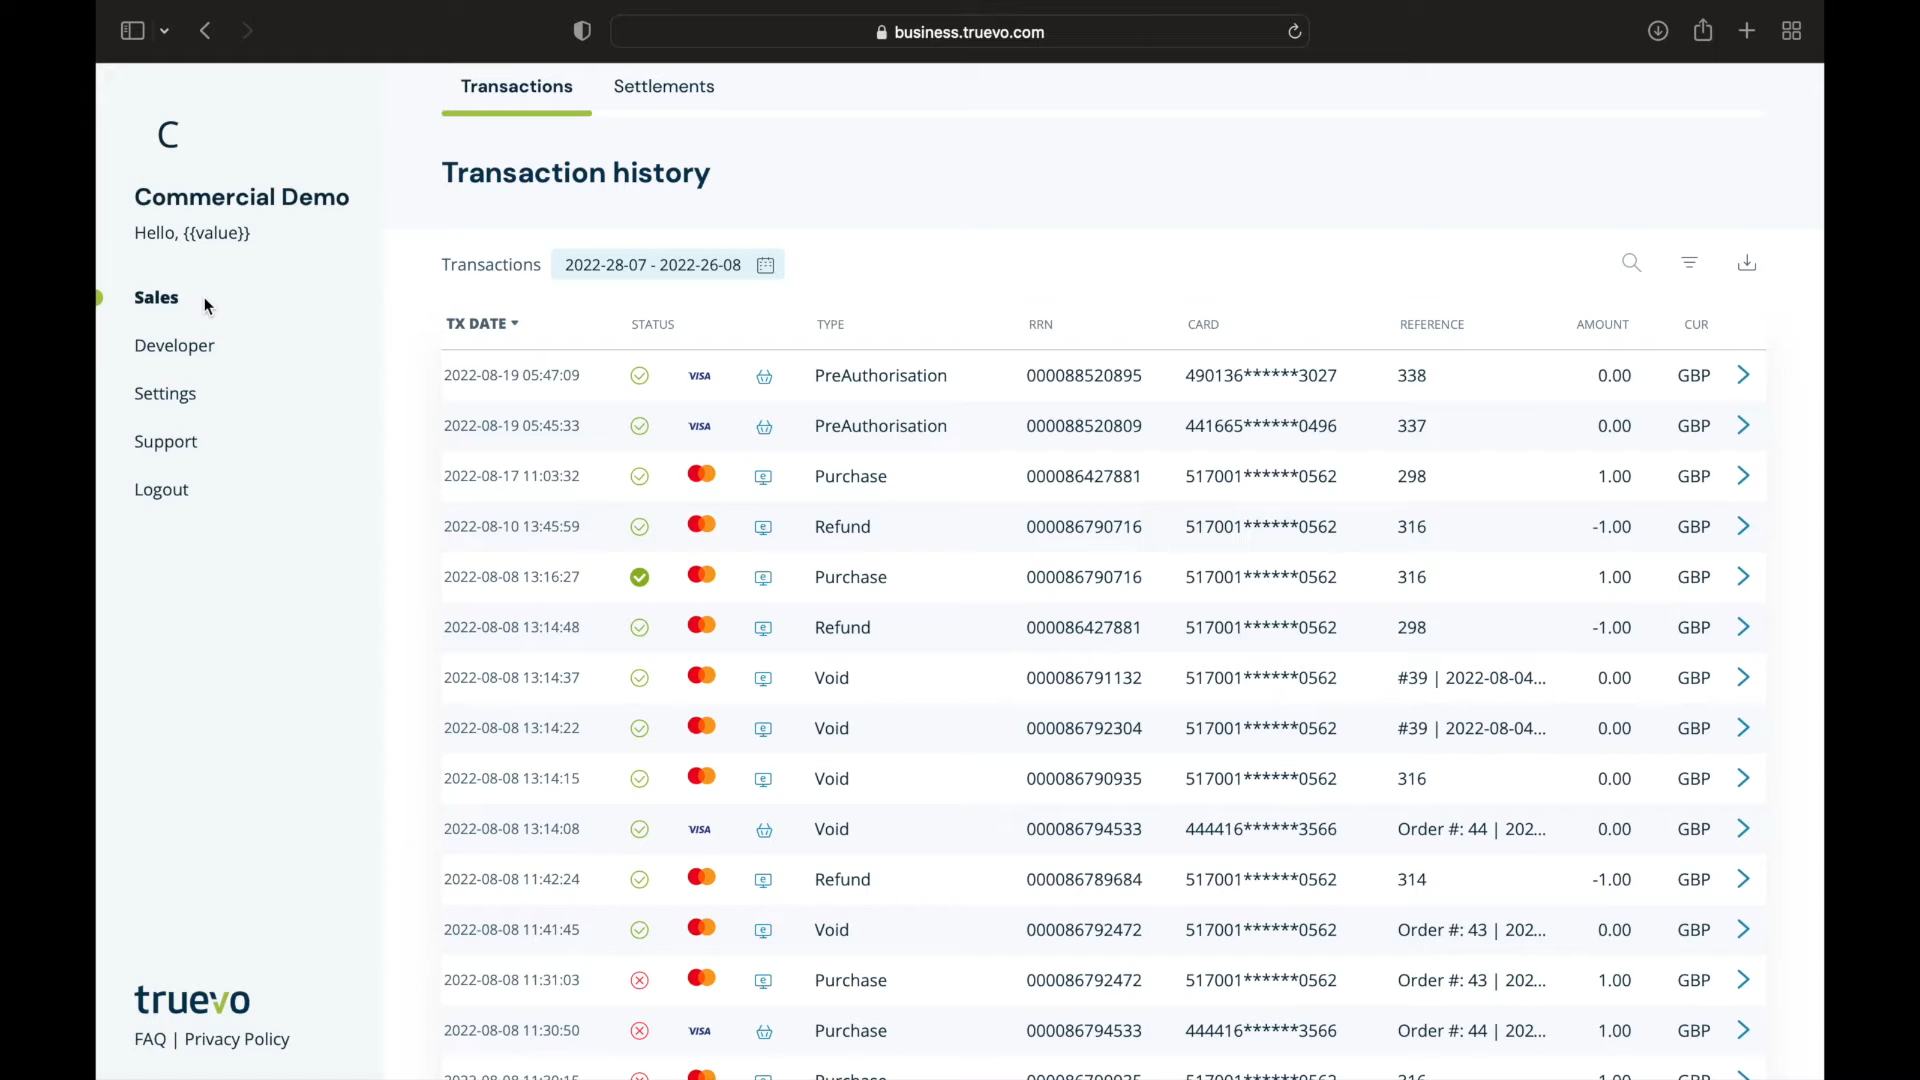 business.truevo.com
Transactions Settlements
C
Commercial Demo
Hello, {{value}}
Sales
Developer
Settings
Support
Logout
truevo
FAQ | Privacy Policy
Transaction history
Transactions 2022-28-07 - 2022-26-08
TX DATE STATUS TYPE RRN CARD REFERENCE AMOUNT CUR
2022-08-19 05:47:09 VISA PreAuthorisation 000088520895 490136******3027 338 0.00 GBP
2022-08-19 05:45:33 VISA PreAuthorisation 000088520809 441665******0496 337 0.00 GBP
2022-08-17 11:03:32 e Purchase 000086427881 517001******0562 298 1.00 GBP
2022-08-10 13:45:59 e Refund 000086790716 517001******0562 316 -1.00 GBP
2022-08-08 13:16:27 e Purchase 000086790716 517001******0562 316 1.00 GBP
2022-08-08 13:14:48 e Refund 000086427881 517001******0562 298 -1.00 GBP
2022-08-08 13:14:37 e Void 000086791132 517001******0562 #39 | 2022-08-04... 0.00 GBP
2022-08-08 13:14:22 e Void 000086792304 517001******0562 #39 | 2022-08-04... 0.00 GBP
2022-08-08 13:14:15 e Void 000086790935 517001******0562 316 0.00 GBP
2022-08-08 13:14:08 VISA Void 000086794533 444416******3566 Order #: 44 | 202... 0.00 GBP
2022-08-08 11:42:24 e Refund 000086789684 517001******0562 314 -1.00 GBP
2022-08-08 11:41:45 e Void 000086792472 517001******0562 Order #: 43 | 202... 0.00 GBP
2022-08-08 11:31:03 e Purchase 000086792472 517001******0562 Order #: 43 | 202... 1.00 GBP
2022-08-08 11:30:50 VISA Purchase 000086794533 444416******3566 Order #: 44 | 202... 1.00 GBP